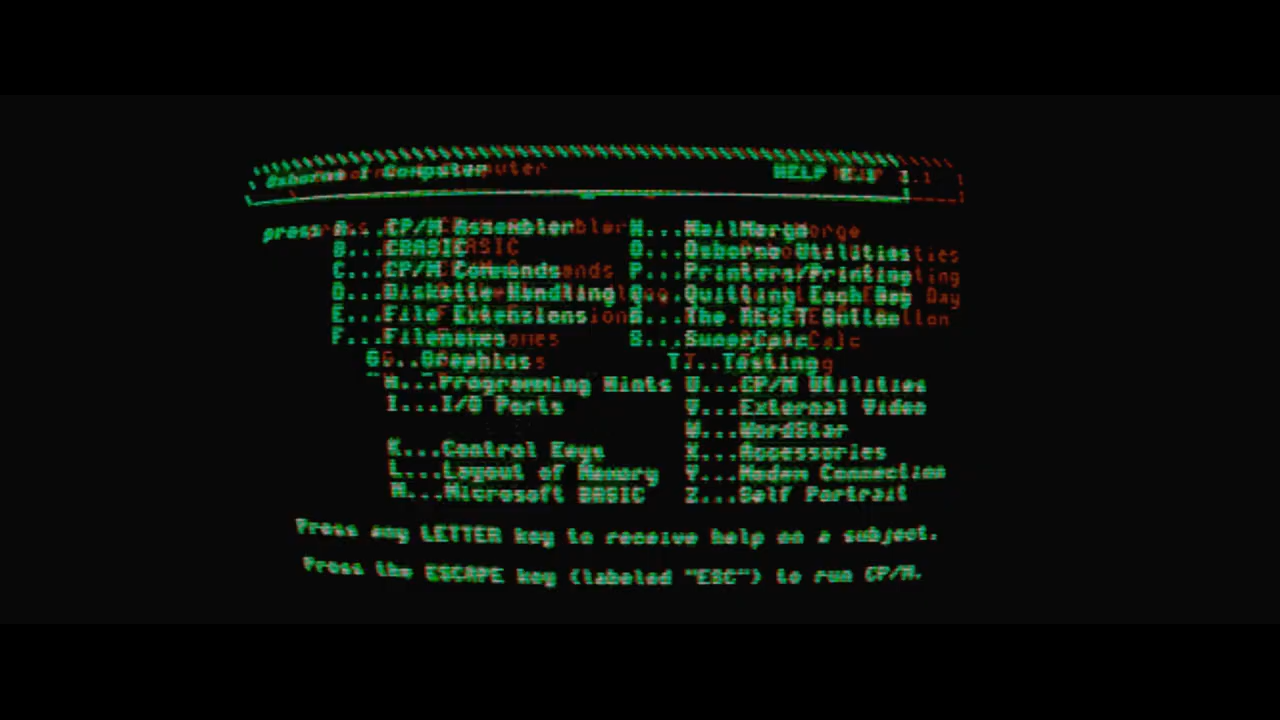 Osborne 1 Computer HELP 1.1
press A...CP/M Assembler N...MailMerge
B...CBASIC O...Osborne Utilities
C...CP/M Commands P...Printers/Printing
D...Diskette Handling Q...Quitting Each Day
E...File Extensions R...The RESET Button
F...Filenames S...SuperCalc
G...Graphics T...Testing
H...Programming Hints U...CP/M Utilities
I...I/O Ports V...External Video
W...WordStar
K...Control Keys X...Accessories
L...Layout of Memory Y...Modem Connection
M...Microsoft BASIC Z...Self Portrait
Press any LETTER key to receive help on a subject.
Press the ESCAPE key (labeled "ESC") to run CP/M.